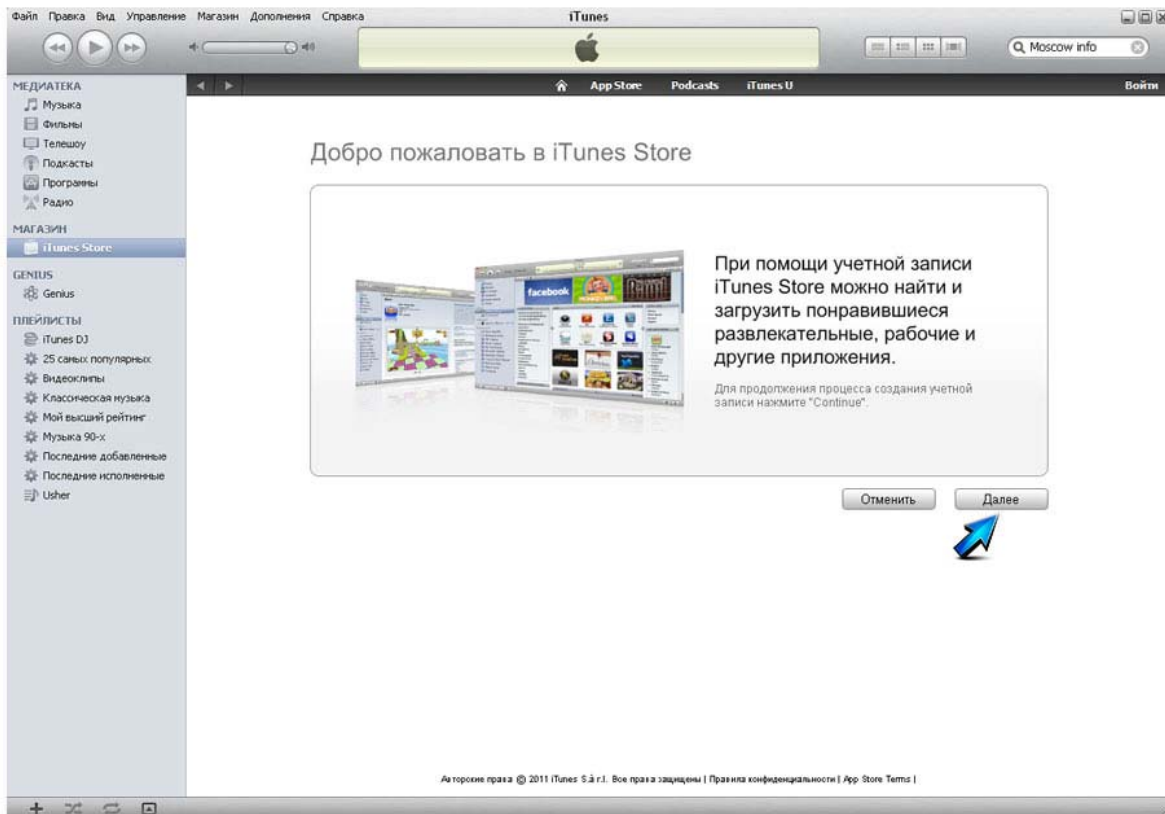 Файл Правка Вид Управление Магазин Дополнения Справка
iTunes
Moscow info
МЕДИАТЕКА
Музыка
Фильмы
Телешоу
Подкасты
Программы
Радио
МАГАЗИН
iTunes Store
GENIUS
Genius
ПЛЕЙЛИСТЫ
iTunes DJ
25 самых популярных
Видеоклипы
Классическая музыка
Мой высший рейтинг
Музыка 90-х
Последние добавленные
Последние исполненные
Usher
App Store Podcasts iTunes U
Войти
Добро пожаловать в iTunes Store
facebook
При помощи учетной записи
iTunes Store можно найти и
загрузить понравившиеся
развлекательные, рабочие и
другие приложения.
Для продолжения процесса создания учетной
записи нажмите "Continue".
Отменить
Далее
Авторские права © 2011 iTunes S.à r.l. Все права защищены | Правила конфиденциальности | App Store Terms |